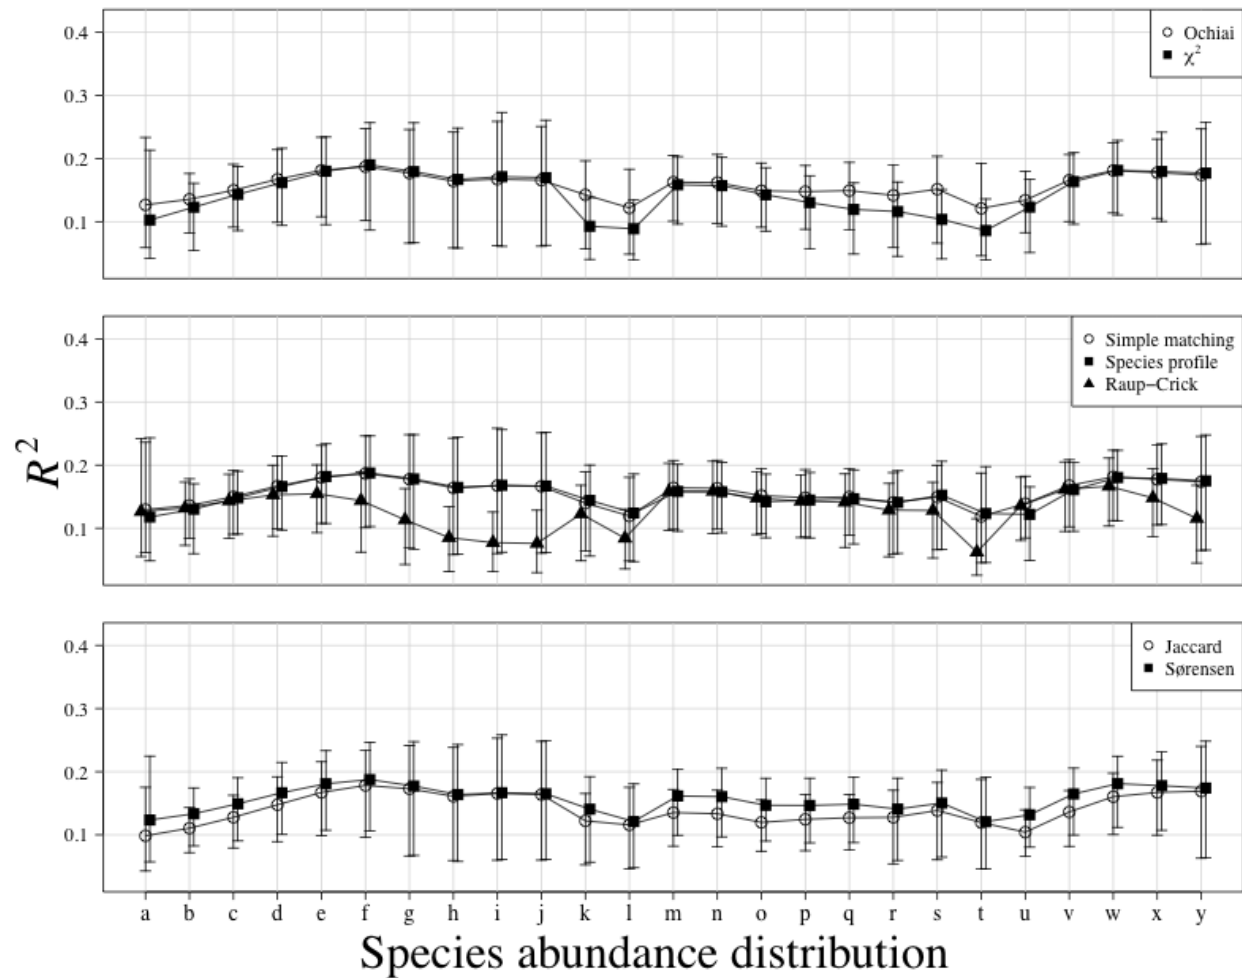 0.4
0.3
0.2
0.1
Ochiai
χ²
0.4
0.3
0.2
0.1
Simple matching
Species profile
Raup−Crick
R²
0.4
0.3
0.2
0.1
Jaccard
Sørensen
a b c d e f g h i j k l m n o p q r s t u v w x y
Species abundance distribution